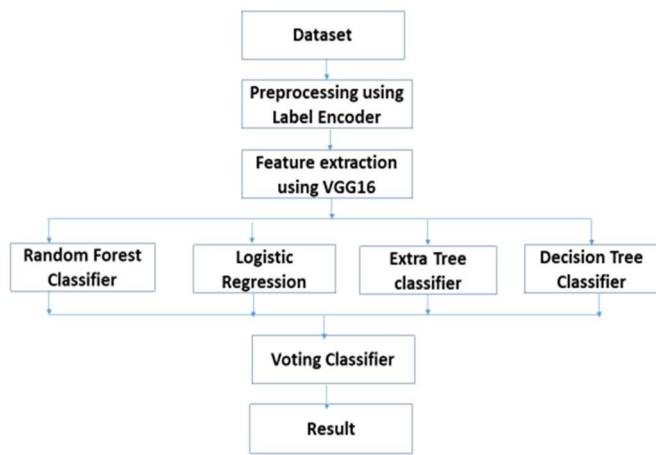 Dataset
Preprocessing using
Label Encoder
Feature extraction
using VGG16
Random Forest
Classifier
Logistic
Regression
Extra Tree
classifier
Decision Tree
Classifier
Voting Classifier
Result